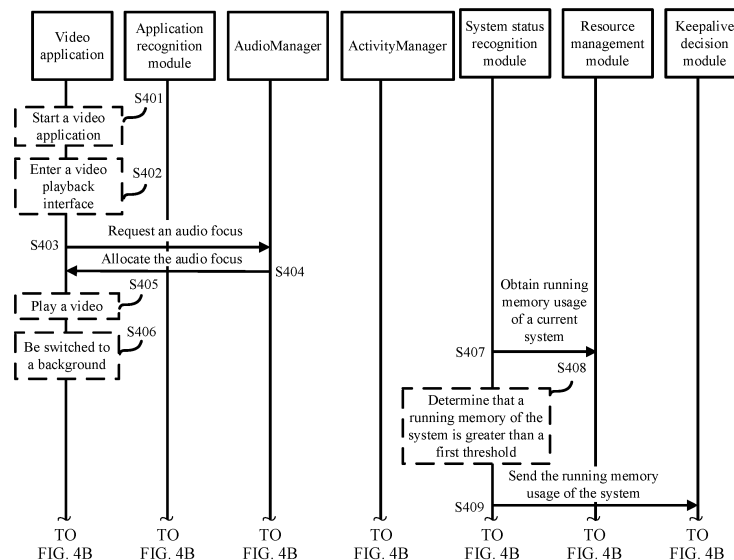 Video
application
Application
recognition
module
AudioManager
ActivityManager
System status
recognition
module
Resource
management
module
Keepalive
decision
module
S401
Start a video
application
S402
Enter a video
playback
interface
Request an audio focus
S403
Allocate the audio focus
S404
S405
Play a video
S406
Be switched to
a background
Obtain running
memory usage
of a current
system
S407
S408
Determine that a
running memory of the
system is greater than a
first threshold
Send the running memory
usage of the system
S409
TO
FIG. 4B
TO
FIG. 4B
TO
FIG. 4B
TO
FIG. 4B
TO
FIG. 4B
TO
FIG. 4B
TO
FIG. 4B